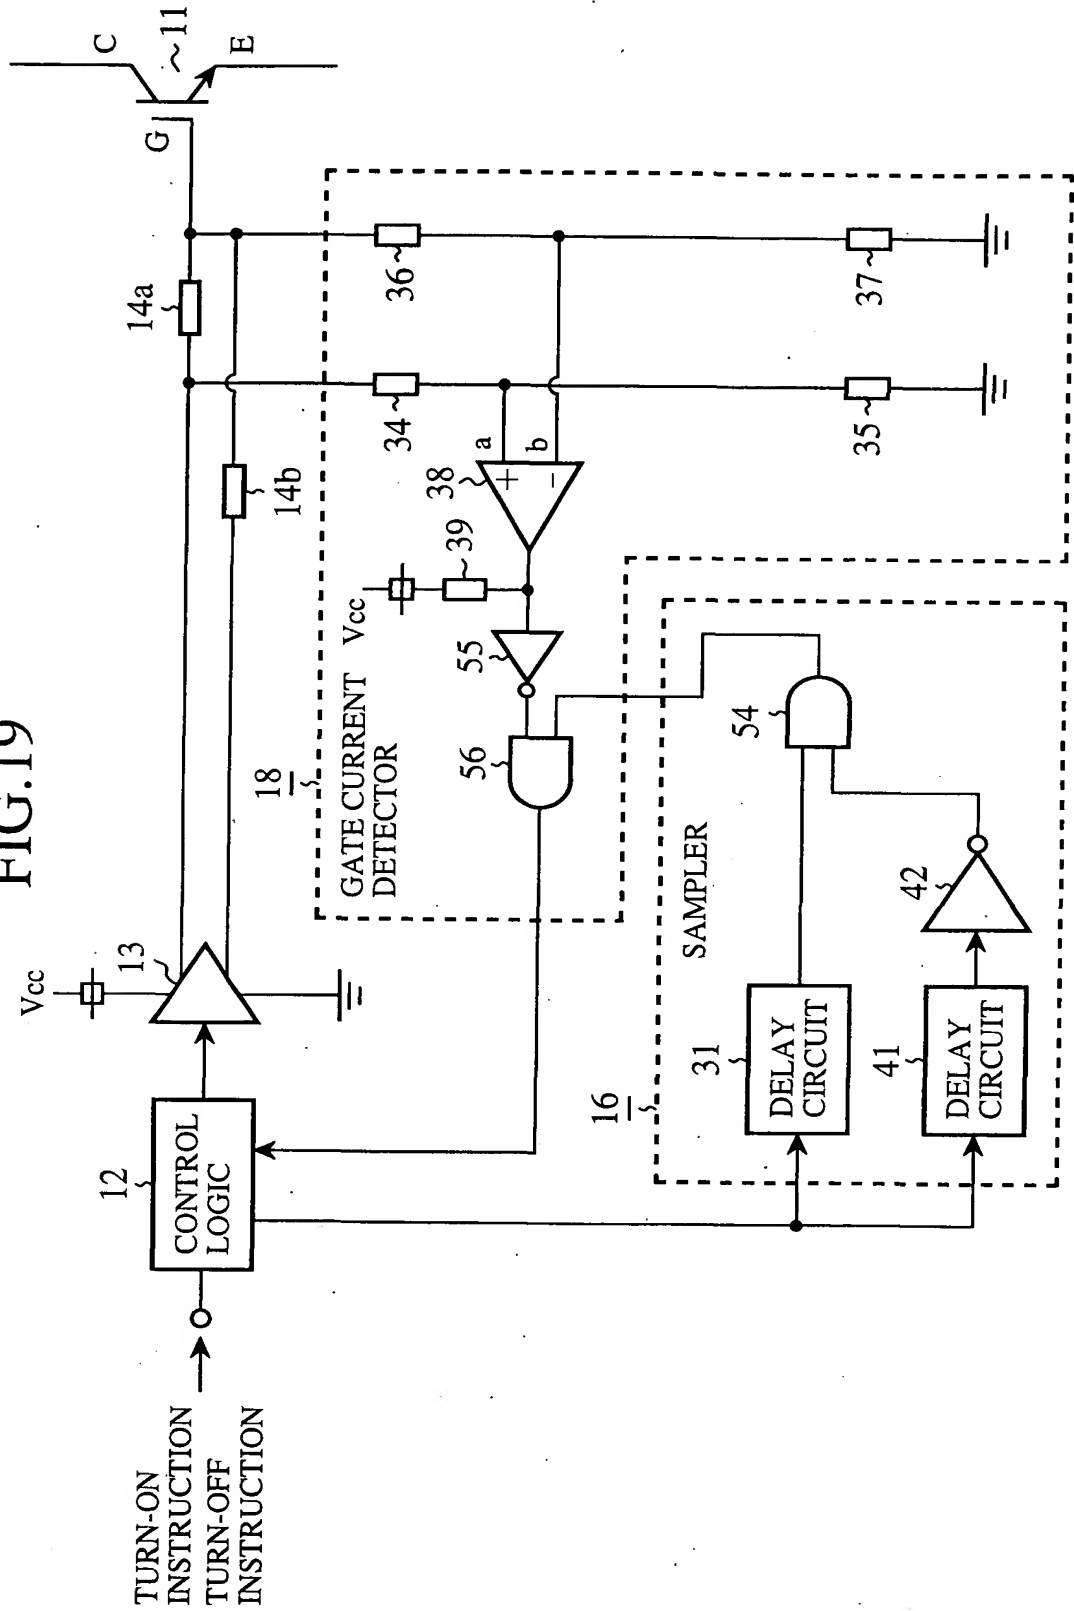 FIG.19
TURN-ON
INSTRUCTION
TURN-OFF
INSTRUCTION
12
CONTROL
LOGIC
Vcc
13
14a
14b
G
C
E
11
18
GATE CURRENT
DETECTOR
Vcc
39
38
a
b
+
−
34
36
35
37
55
56
16
SAMPLER
31
DELAY
CIRCUIT
41
DELAY
CIRCUIT
42
54